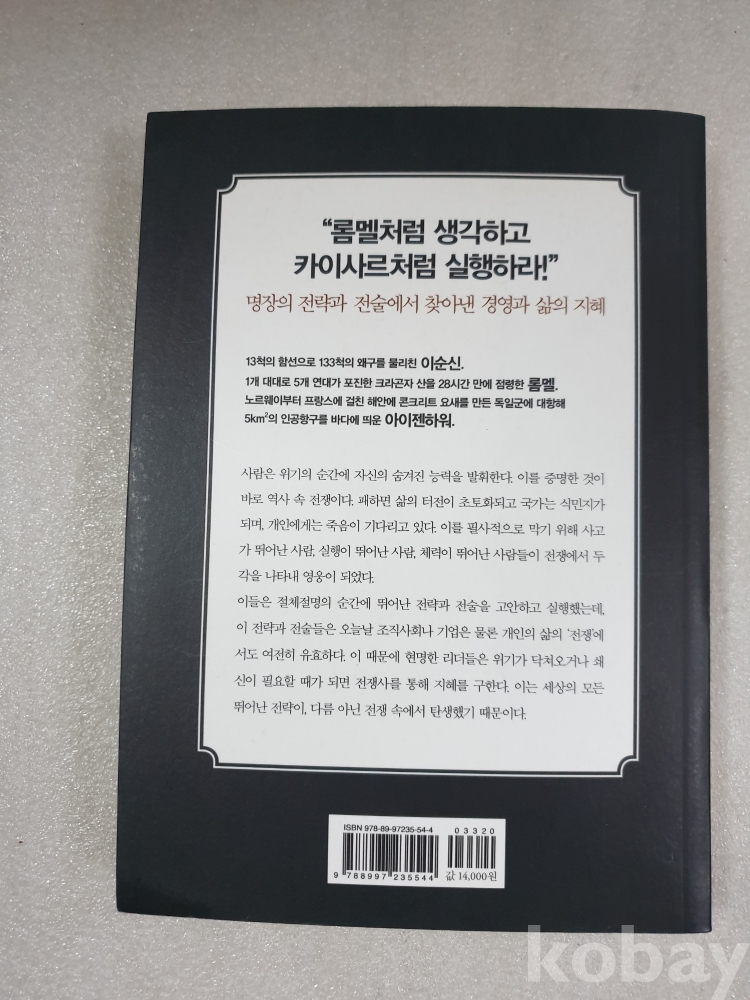 “롬멜처럼 생각하고
카이사르처럼 실행하라!”
명장의 전략과 전술에서 찾아낸 경영과 삶의 지혜
13척의 함선으로 133척의 왜구를 물리친 이순신.
1개 대대로 5개 연대가 포진한 크라곤자 산을 28시간 만에 점령한 롬멜.
노르웨이부터 프랑스에 걸친 해안에 콘크리트 요새를 만든 독일군에 대항해
5km²의 인공항구를 바다에 띄운 아이젠하워.
사람은 위기의 순간에 자신의 숨겨진 능력을 발휘한다. 이를 증명한 것이
바로 역사 속 전쟁이다. 패하면 삶의 터전이 초토화되고 국가는 식민지가
되며, 개인에게는 죽음이 기다리고 있다. 이를 필사적으로 막기 위해 사고
가 뛰어난 사람, 실행이 뛰어난 사람, 체력이 뛰어난 사람들이 전쟁에서 두
각을 나타내 영웅이 되었다.
이들은 절체절명의 순간에 뛰어난 전략과 전술을 고안하고 실행했는데,
이 전략과 전술들은 오늘날 조직사회나 기업은 물론 개인의 삶의 ‘전쟁’에
서도 여전히 유효하다. 이 때문에 현명한 리더들은 위기가 닥쳐오거나 쇄
신이 필요할 때가 되면 전쟁사를 통해 지혜를 구한다. 이는 세상의 모든
뛰어난 전략이, 다름 아닌 전쟁 속에서 탄생했기 때문이다.
ISBN 978-89-97235-54-4
03320
9 788997 235544
값 14,000원
kobay